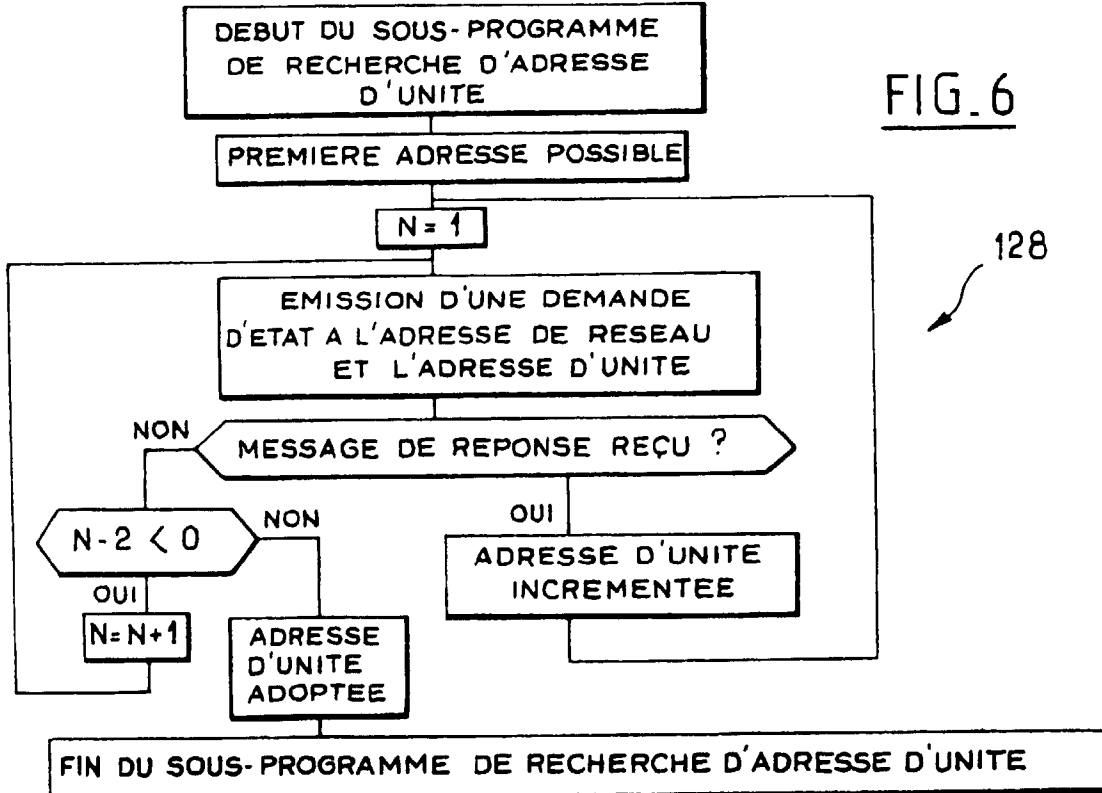 DEBUT DU SOUS-PROGRAMME
DE RECHERCHE D'ADRESSE
D'UNITE
FIG_6
PREMIERE ADRESSE POSSIBLE
N = 1
128
EMISSION D'UNE DEMANDE
D'ETAT A L'ADRESSE DE RESEAU
ET L'ADRESSE D'UNITE
NON
MESSAGE DE REPONSE REÇU ?
N-2 < 0
NON
OUI
OUI
ADRESSE D'UNITE
INCREMENTEE
N=N+1
ADRESSE
D'UNITE
ADOPTEE
FIN DU SOUS-PROGRAMME DE RECHERCHE D'ADRESSE D'UNITE